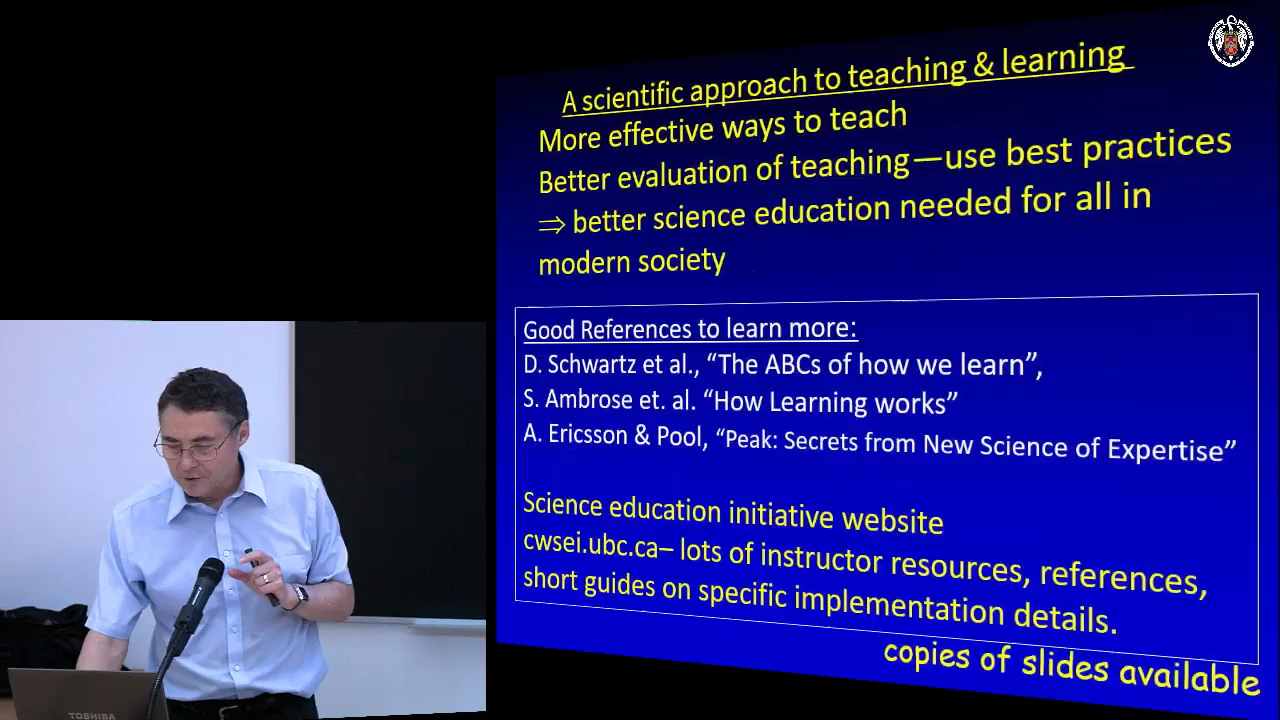 A scientific approach to teaching & learning
More effective ways to teach
Better evaluation of teaching—use best practices
⇒ better science education needed for all in
modern society
Good References to learn more:
D. Schwartz et al., “The ABCs of how we learn”,
S. Ambrose et. al. “How Learning works”
A. Ericsson & Pool, “Peak: Secrets from New Science of Expertise”
Science education initiative website
cwsei.ubc.ca– lots of instructor resources, references,
short guides on specific implementation details.
copies of slides available
TOSHIBA